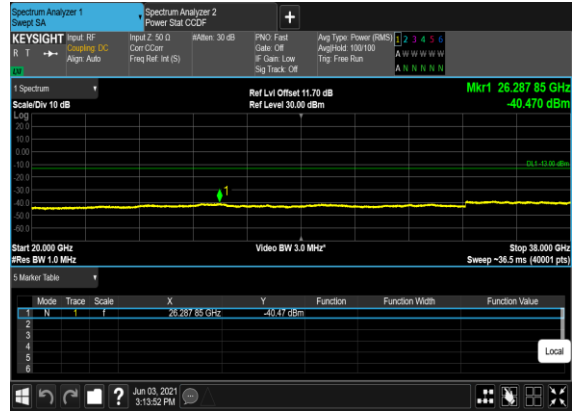 Spectrum Analyzer 1
Swept SA
Spectrum Analyzer 2
Power Stat CCDF
+
KEYSIGHT
R T
Input: RF
Coupling: DC
Align: Auto
Input Z: 50 Ω
Corr CCorr
Freq Ref: Int (S)
#Atten: 30 dB
PNO: Fast
Gate: Off
IF Gain: Low
Sig Track: Off
Avg Type: Power (RMS)
Avg|Hold: 100/100
Trig: Free Run
1 2 3 4 5 6
A W W W W W
A N N N N N
1 Spectrum
Ref Lvl Offset 11.70 dB
Mkr1 26.287 85 GHz
Scale/Div 10 dB
Ref Level 30.00 dBm
-40.470 dBm
Log
20.0
10.0
0.00
-10.0
DL1 -13.00 dBm
-20.0
-30.0
1
-40.0
-50.0
-60.0
Start 20.000 GHz
Video BW 3.0 MHz*
Stop 38.000 GHz
#Res BW 1.0 MHz
Sweep ~36.5 ms (40001 pts)
5 Marker Table
Mode Trace Scale X Y Function Function Width Function Value
1 N 1 f 26.287 85 GHz -40.47 dBm
2
3
4
5
6
Local
?
Jun 03, 2021
3:13:52 PM